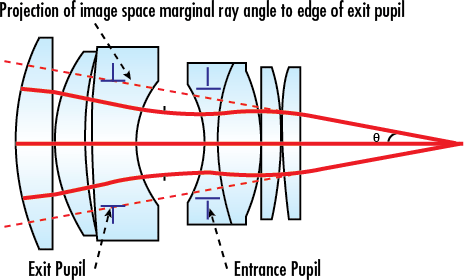 Projection of image space marginal ray angle to edge of exit pupil
θ
Exit Pupil
Entrance Pupil